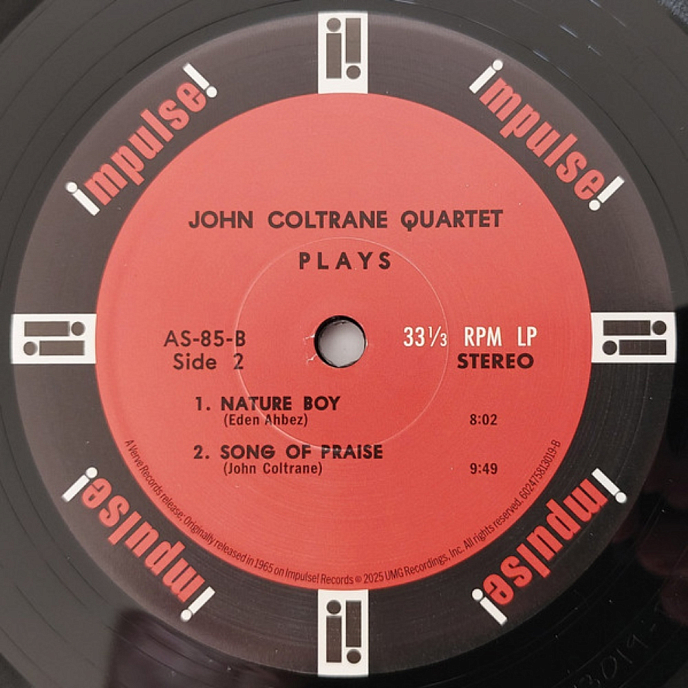 impulse!
impulse!
JOHN COLTRANE QUARTET
PLAYS
AS-85-B
Side 2
33⅓ RPM LP
STEREO
1. NATURE BOY
(Eden Ahbez)
8:02
2. SONG OF PRAISE
(John Coltrane)
9:49
A Verve Records release; Originally released in 1965 on Impulse! Records © 2025 UMG Recordings, Inc. All rights reserved. 602475813019-B
impulse!
impulse!